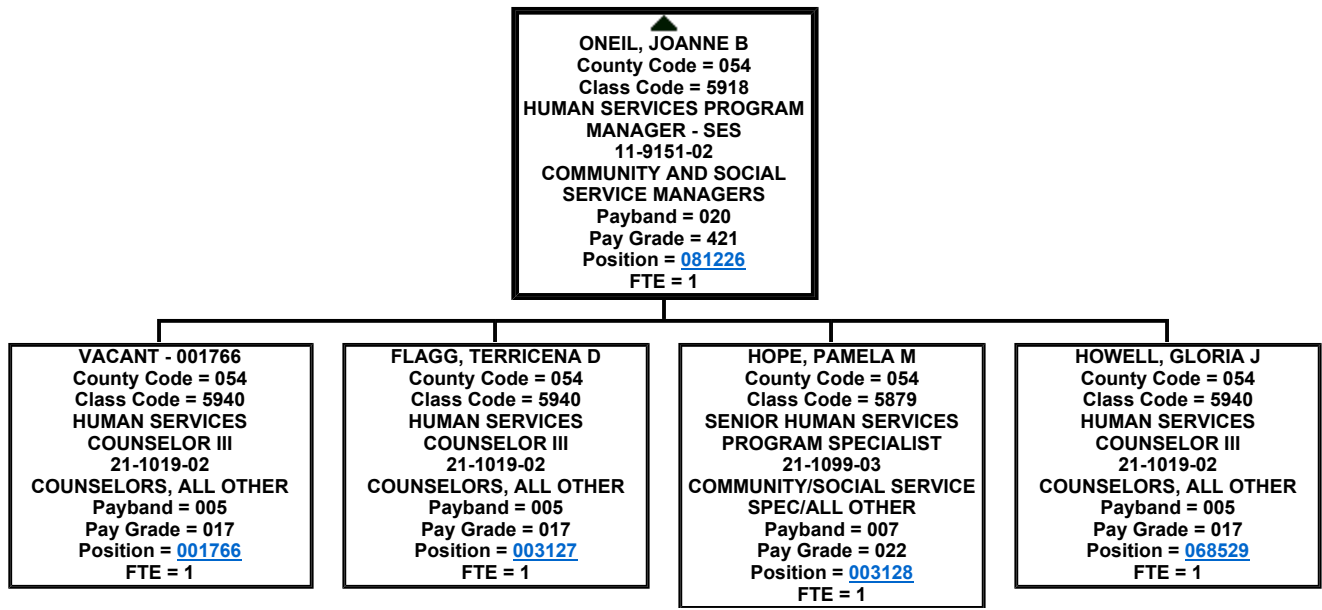 ONEIL, JOANNE B
County Code = 054
Class Code = 5918
HUMAN SERVICES PROGRAM
MANAGER - SES
11-9151-02
COMMUNITY AND SOCIAL
SERVICE MANAGERS
Payband = 020
Pay Grade = 421
Position = 081226
FTE = 1
VACANT - 001766
County Code = 054
Class Code = 5940
HUMAN SERVICES
COUNSELOR III
21-1019-02
COUNSELORS, ALL OTHER
Payband = 005
Pay Grade = 017
Position = 001766
FTE = 1
FLAGG, TERRICENA D
County Code = 054
Class Code = 5940
HUMAN SERVICES
COUNSELOR III
21-1019-02
COUNSELORS, ALL OTHER
Payband = 005
Pay Grade = 017
Position = 003127
FTE = 1
HOPE, PAMELA M
County Code = 054
Class Code = 5879
SENIOR HUMAN SERVICES
PROGRAM SPECIALIST
21-1099-03
COMMUNITY/SOCIAL SERVICE
SPEC/ALL OTHER
Payband = 007
Pay Grade = 022
Position = 003128
FTE = 1
HOWELL, GLORIA J
County Code = 054
Class Code = 5940
HUMAN SERVICES
COUNSELOR III
21-1019-02
COUNSELORS, ALL OTHER
Payband = 005
Pay Grade = 017
Position = 068529
FTE = 1